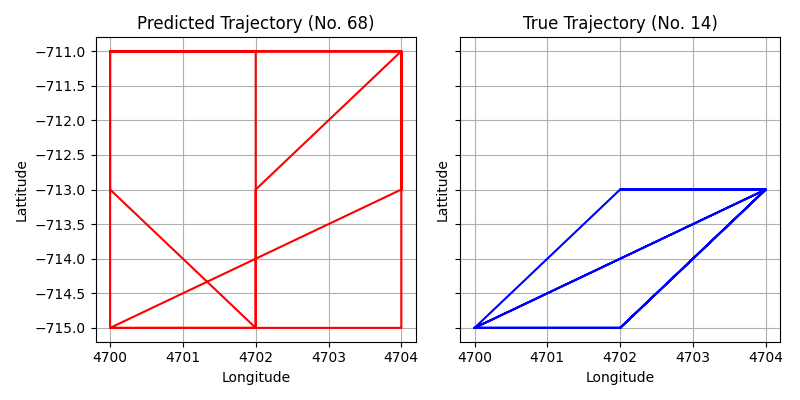 Predicted Trajectory (No. 68)
True Trajectory (No. 14)
−711.0
−711.5
−712.0
−712.5
−713.0
−713.5
−714.0
−714.5
−715.0
Lattitude
Lattitude
4700 4701 4702 4703 4704
4700 4701 4702 4703 4704
Longitude
Longitude